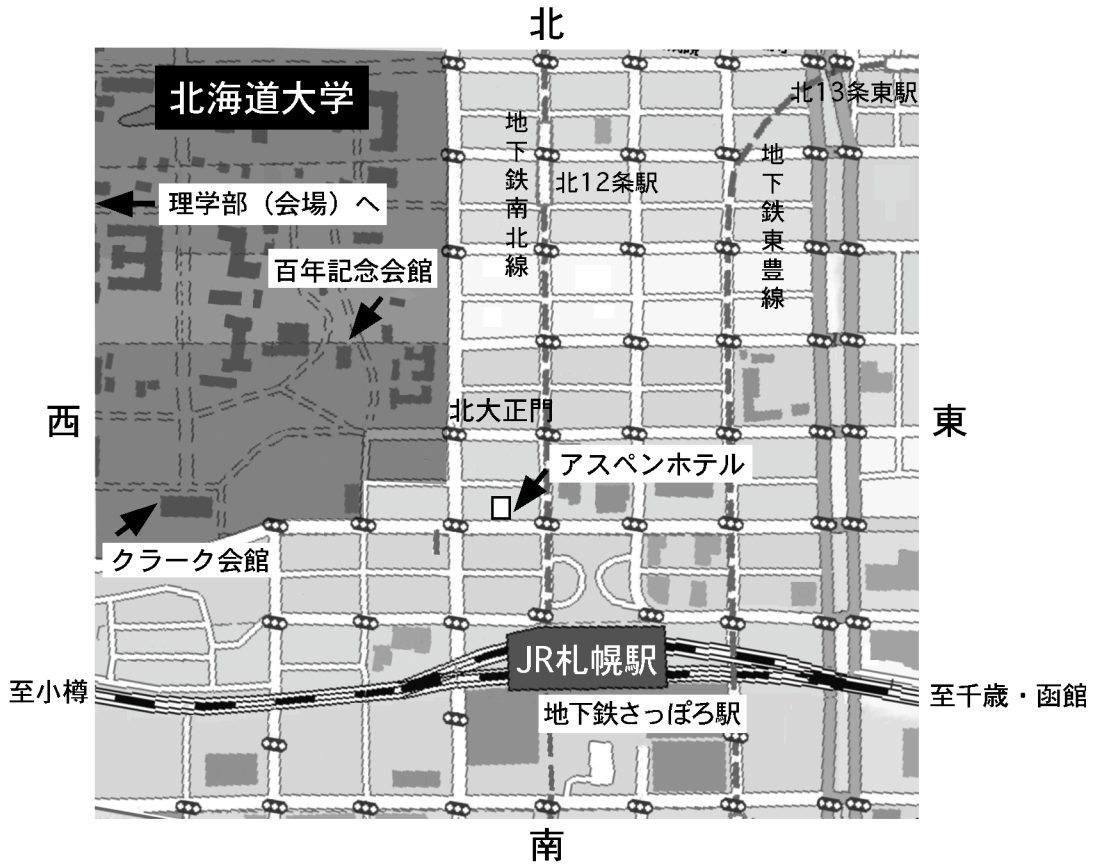 北
北海道大学
北13条東駅
地下鉄南北線
地下鉄東豊線
北12条駅
理学部（会場）へ
百年記念会館
西
北大正門
東
アスペンホテル
クラーク会館
JR札幌駅
至小樽
至千歳・函館
地下鉄さっぽろ駅
南